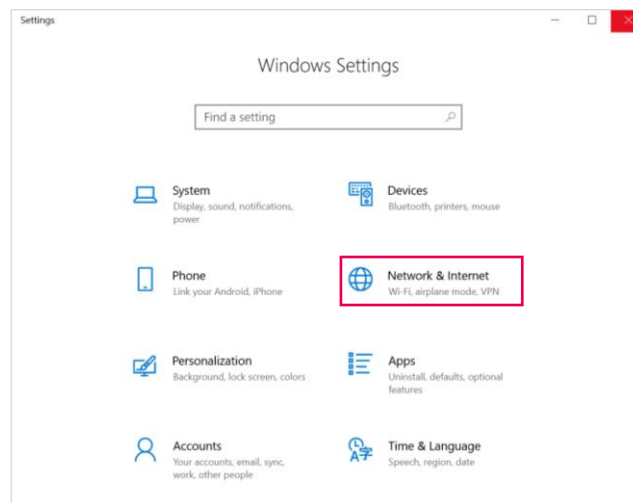 Settings
Windows Settings
Find a setting
System
Display, sound, notifications,
power
Devices
Bluetooth, printers, mouse
Phone
Link your Android, iPhone
Network & Internet
Wi-Fi, airplane mode, VPN
Personalization
Background, lock screen, colors
Apps
Uninstall, defaults, optional
features
Accounts
Your accounts, email, sync,
work, other people
Time & Language
Speech, region, date